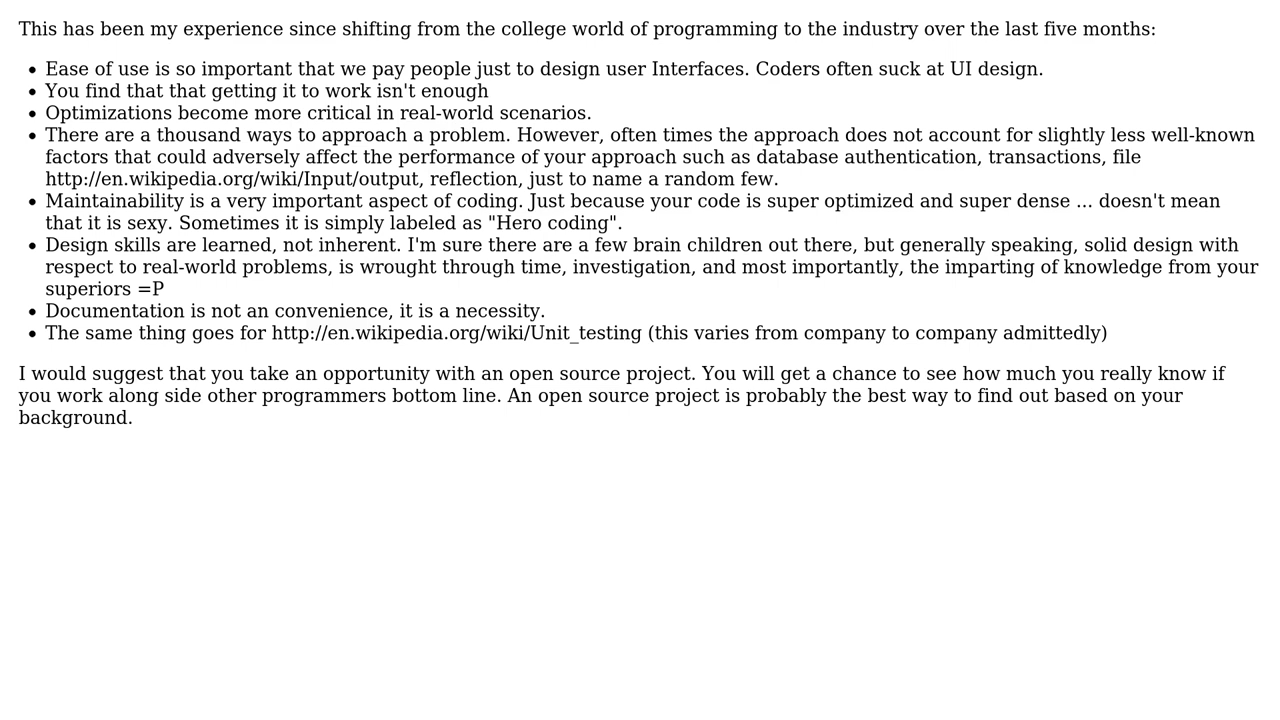 This has been my experience since shifting from the college world of programming to the industry over the last five months:
• Ease of use is so important that we pay people just to design user Interfaces. Coders often suck at UI design.
• You find that that getting it to work isn't enough
• Optimizations become more critical in real-world scenarios.
• There are a thousand ways to approach a problem. However, often times the approach does not account for slightly less well-known
factors that could adversely affect the performance of your approach such as database authentication, transactions, file
http://en.wikipedia.org/wiki/Input/output, reflection, just to name a random few.
• Maintainability is a very important aspect of coding. Just because your code is super optimized and super dense ... doesn't mean
that it is sexy. Sometimes it is simply labeled as "Hero coding".
• Design skills are learned, not inherent. I'm sure there are a few brain children out there, but generally speaking, solid design with
respect to real-world problems, is wrought through time, investigation, and most importantly, the imparting of knowledge from your
superiors =P
• Documentation is not an convenience, it is a necessity.
• The same thing goes for http://en.wikipedia.org/wiki/Unit_testing (this varies from company to company admittedly)
I would suggest that you take an opportunity with an open source project. You will get a chance to see how much you really know if
you work along side other programmers bottom line. An open source project is probably the best way to find out based on your
background.